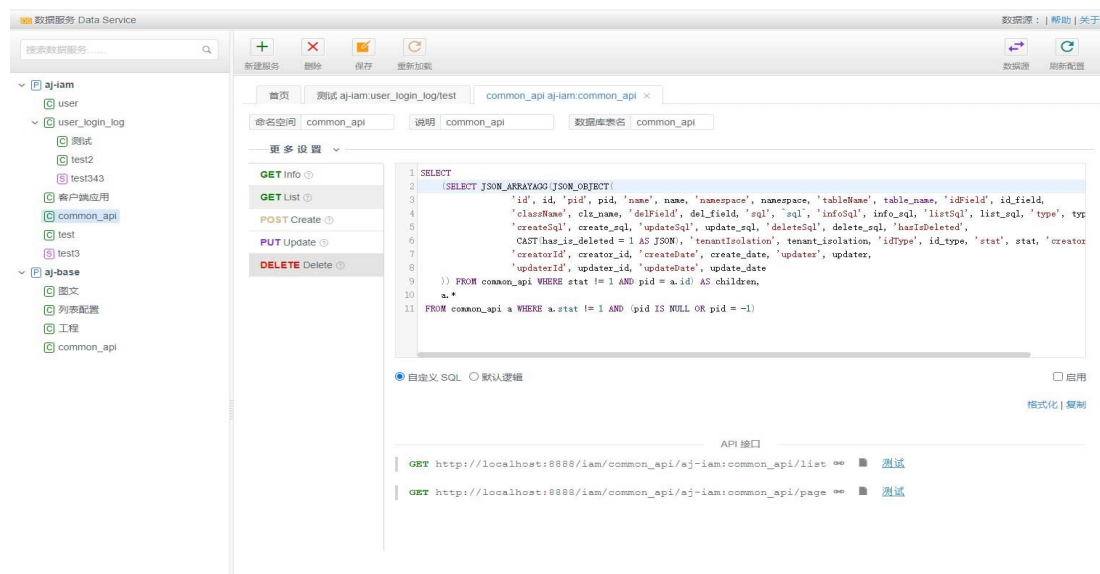 数据服务 Data Service
数据源： | 帮助 | 关于
搜索数据服务......
新建服务 删除 保存 重新加载 数据源 刷新配置
P aj-iam
C user
C user_login_log
C 测试
C test2
S test343
C 客户端应用
C common_api
C test
S test3
P aj-base
C 图文
C 列表配置
C 工程
C common_api
首页 测试 aj-iam:user_login_log/test common_api aj-iam:common_api ×
命名空间 common_api 说明 common_api 数据库表名 common_api
更多设置
GET Info
GET List
POST Create
PUT Update
DELETE Delete
1 SELECT
2 (SELECT JSON_ARRAYAGG(JSON_OBJECT(
3 'id', id, 'pid', pid, 'name', name, 'namespace', namespace, 'tableName', table_name, 'idField', id_field,
4 'className', clz_name, 'delField', del_field, 'sql', `sql`, 'infoSql', info_sql, 'listSql', list_sql, 'type', typ
5 'createSql', create_sql, 'updateSql', update_sql, 'deleteSql', delete_sql, 'hasIsDeleted',
6 CAST(has_is_deleted = 1 AS JSON), 'tenantIsolation', tenant_isolation, 'idType', id_type, 'stat', stat, 'creator
7 'creatorId', creator_id, 'createDate', create_date, 'updater', updater,
8 'updaterId', updater_id, 'updateDate', update_date
9 )) FROM common_api WHERE stat != 1 AND pid = a.id) AS children,
10 a.*
11 FROM common_api a WHERE a.stat != 1 AND (pid IS NULL OR pid = -1)
自定义 SQL 默认逻辑 启用
格式化 | 复制
API 接口
GET http://localhost:8888/iam/common_api/aj-iam:common_api/list 测试
GET http://localhost:8888/iam/common_api/aj-iam:common_api/page 测试